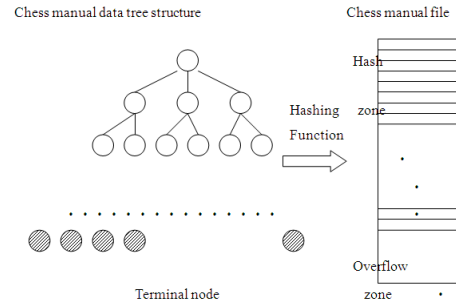 Chess manual data tree structure
Chess manual file
Hash
zone
Hashing
Function
Overflow
zone
Terminal node